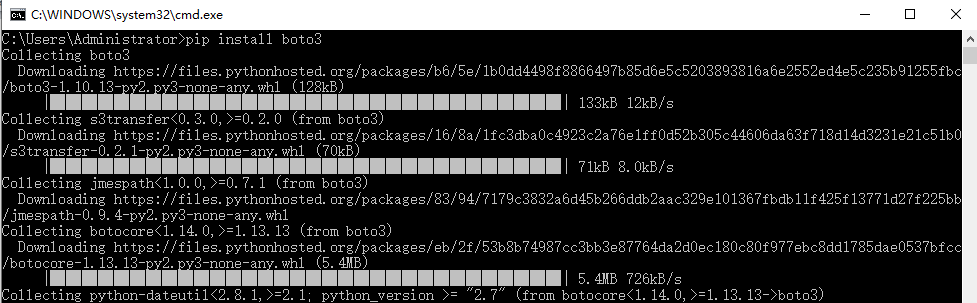 C:\WINDOWS\system32\cmd.exe
C:\Users\Administrator>pip install boto3
Collecting boto3
  Downloading https://files.pythonhosted.org/packages/b6/5e/1b0dd4498f8866497b85d6e5c5203893816a6e2552ed4e5c235b91255fbc
/boto3-1.10.13-py2.py3-none-any.whl (128kB)
| 133kB 12kB/s
Collecting s3transfer<0.3.0,>=0.2.0 (from boto3)
  Downloading https://files.pythonhosted.org/packages/16/8a/1fc3dba0c4923c2a76e1ff0d52b305c44606da63f718d14d3231e21c51b0
/s3transfer-0.2.1-py2.py3-none-any.whl (70kB)
| 71kB 8.0kB/s
Collecting jmespath<1.0.0,>=0.7.1 (from boto3)
  Downloading https://files.pythonhosted.org/packages/83/94/7179c3832a6d45b266ddb2aac329e101367fbdb11f425f13771d27f225bb
/jmespath-0.9.4-py2.py3-none-any.whl
Collecting botocore<1.14.0,>=1.13.13 (from boto3)
  Downloading https://files.pythonhosted.org/packages/eb/2f/53b8b74987cc3bb3e87764da2d0ec180c80f977ebc8dd1785dae0537bfcc
/botocore-1.13.13-py2.py3-none-any.whl (5.4MB)
| 5.4MB 726kB/s
Collecting python-dateutil<2.8.1,>=2.1; python_version >= "2.7" (from botocore<1.14.0,>=1.13.13->boto3)